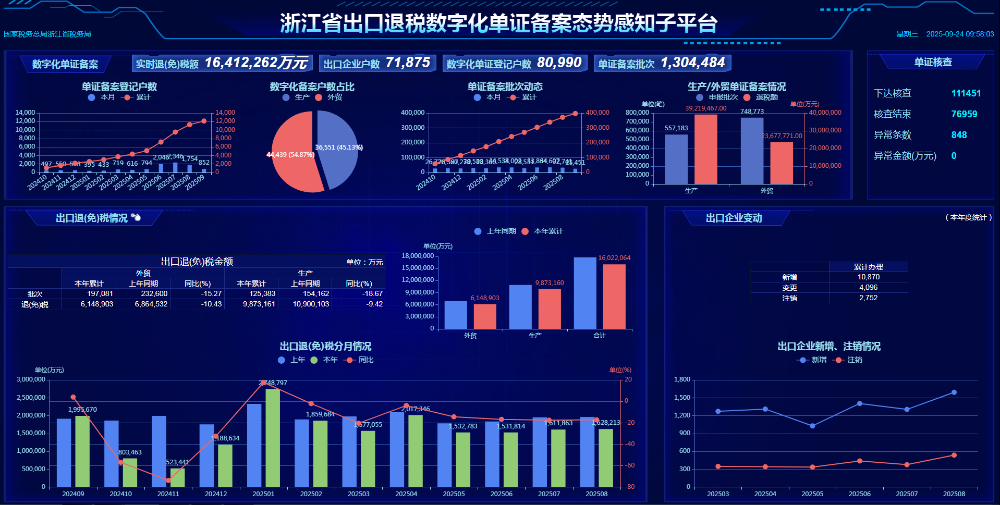 浙江省出口退税数字化单证备案态势感知子平台
国家税务总局浙江省税务局
星期三 2025-09-24 09:58:03
数字化单证备案
实时退(免)税额 16,412,262万元
出口企业户数 71,875
数字化单证登记户数 80,990
单证备案批次 1,304,484
单证备案登记户数
本月 累计
14,000
12,000
10,000
8,000
6,000
4,000
2,000
0
14,000
12,000
10,000
8,000
6,000
4,000
2,000
0
497 550 433 719 616 794 2,046 2,346 1,754 852
202410 202411 202412 202501 202502 202503 202504 202505 202506 202507 202508 202509
数字化备案户数占比
生产 外贸
44,439 (54.87%)
36,551 (45.13%)
单证备案批次动态
本月 累计
400,000
300,000
200,000
100,000
0
400,000
300,000
200,000
100,000
0
202410 202412 202502 202504 202506 202508
生产/外贸单证备案情况
申报批次 退税额
单位(笔)
单位(万元)
800,000
700,000
600,000
500,000
400,000
300,000
200,000
100,000
0
40,000,000
30,000,000
20,000,000
10,000,000
0
557,183
39,219,467.00
748,773
23,677,771.00
生产 外贸
单证核查
下达核查 111451
核查结束 76959
异常条数 848
异常金额(万元) 0
出口退(免)税情况
出口退(免)税金额 单位：万元
外贸 生产
本年累计 上年同期 同比(%) 本年累计 上年同期 同比(%)
批次 197,081 232,600 -15.27 125,383 154,162 -18.67
退(免)税 6,148,903 6,864,532 -10.43 9,873,161 10,900,103 -9.42
上年同期 本年累计
单位(万元)
18,000,000
15,000,000
12,000,000
9,000,000
6,000,000
3,000,000
0
6,148,903
9,873,160
16,022,064
外贸 生产 合计
出口退(免)税分月情况
上年 本年 同比
单位(万元)
单位(%)
3,000,000
2,500,000
2,000,000
1,500,000
1,000,000
500,000
0
20
0
-20
-40
-60
-80
1,995,670
803,463
523,441
1,188,634
2,748,797
1,859,684
1,577,055
2,017,346
1,532,783
1,531,814
1,611,863
1,628,213
202409 202410 202411 202412 202501 202502 202503 202504 202505 202506 202507 202508
出口企业变动
（本年度统计）
累计办理
新增 10,870
变更 4,096
注销 2,752
出口企业新增、注销情况
新增 注销
1,800
1,500
1,200
900
600
300
0
202503 202504 202505 202506 202507 202508